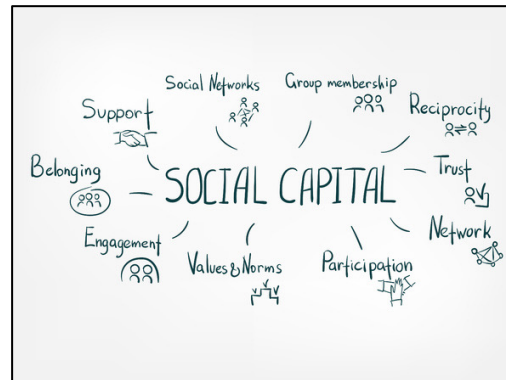 Social Networks
Group membership
Support
Reciprocity
Belonging
SOCIAL CAPITAL
Trust
Engagement
Values & Norms
Participation
Network